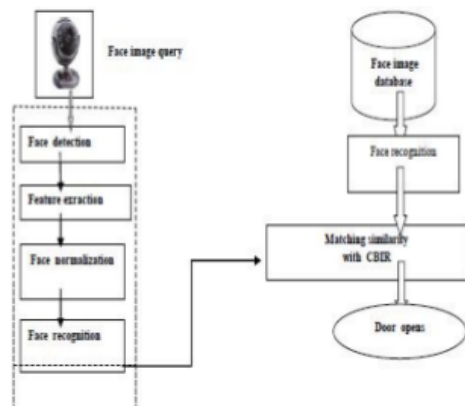 Face image query
Face detection
Feature exraction
Face normalization
Face recognition
Face image
database
Face recognition
Matching similarity
with CBIR
Door opens